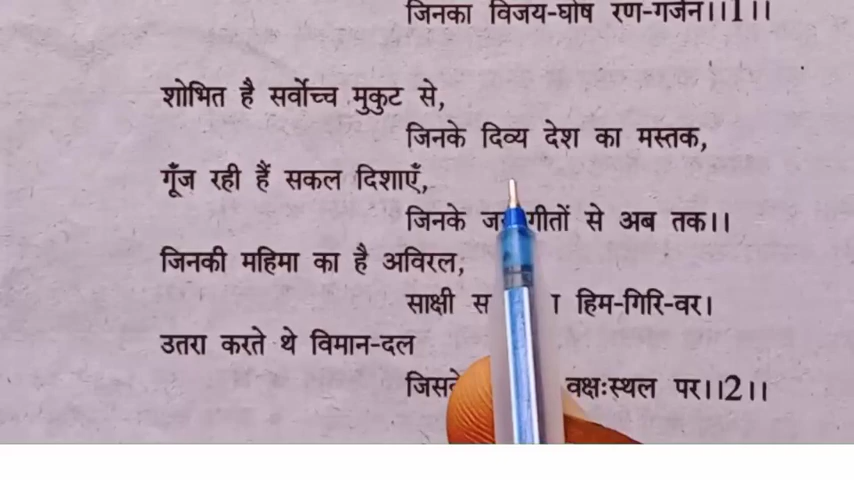 जिनका विजय-घोष रण-गर्जन।।1।।
शोभित है सर्वोच्च मुकुट से,
जिनके दिव्य देश का मस्तक,
गूँज रही हैं सकल दिशाएँ,
जिनके गीतों से अब तक।।
जिनकी महिमा का है अविरल,
साक्षी हिम-गिरि-वर।
उतरा करते थे विमान-दल
वक्षःस्थल पर।।2।।